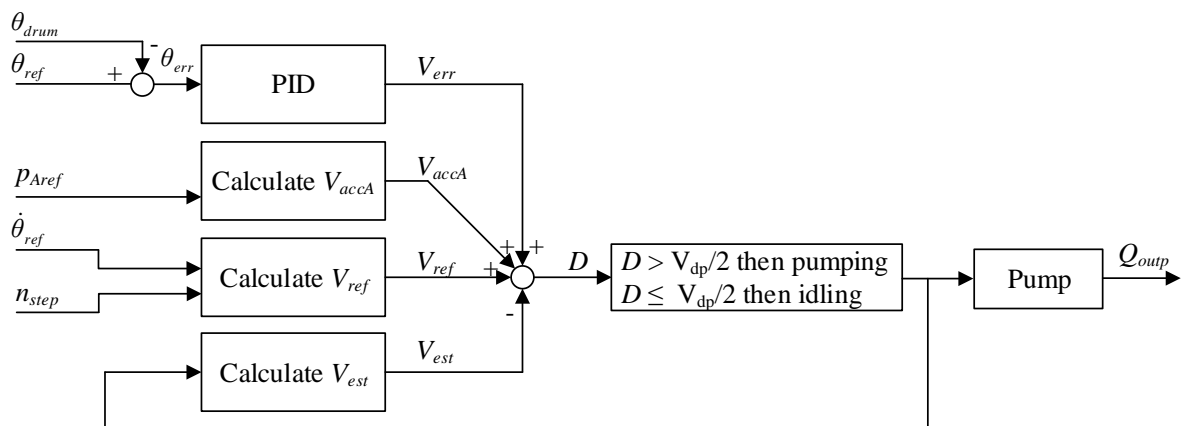 θdrum
-
θref
+
θerr
PID
Verr
pAref
Calculate VaccA
VaccA
θ̇ref
nstep
Calculate Vref
Vref
+
+
+
-
D
D > Vdp/2 then pumping
D ≤ Vdp/2 then idling
Pump
Qoutp
Calculate Vest
Vest